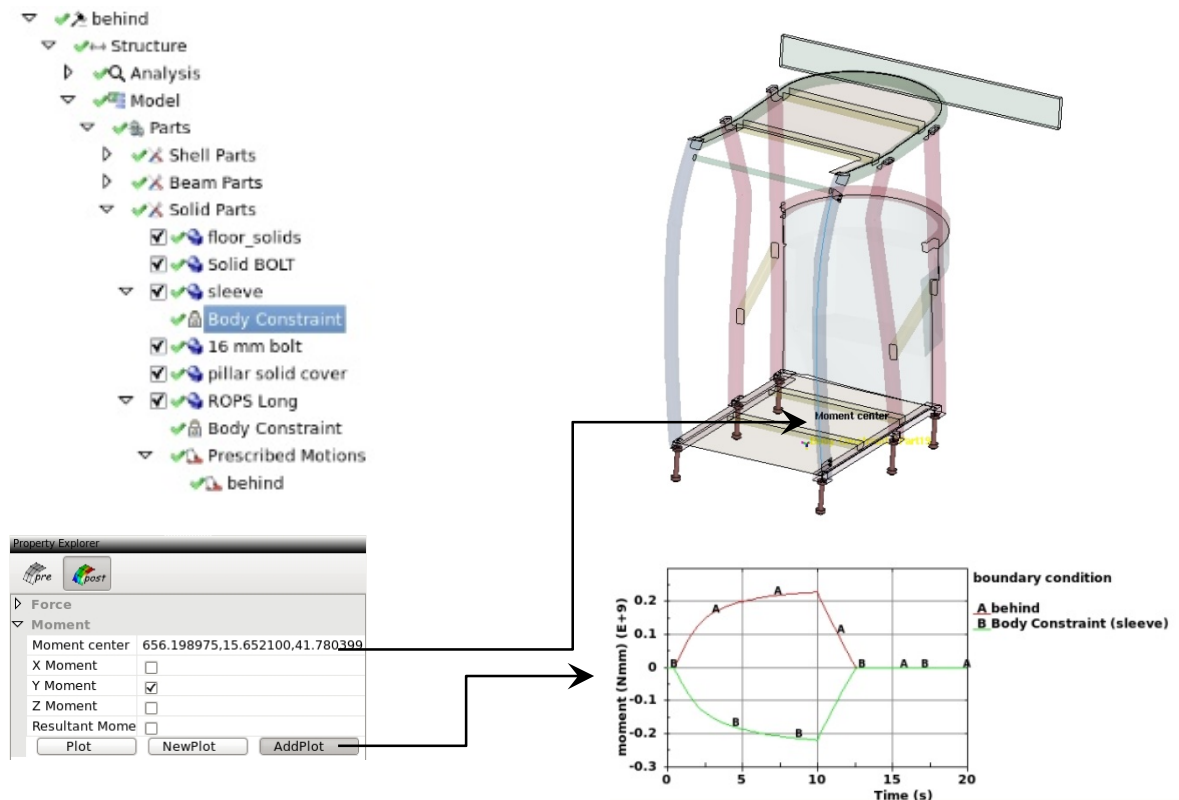 behind
Structure
Analysis
Model
Parts
Shell Parts
Beam Parts
Solid Parts
floor_solids
Solid BOLT
sleeve
Body Constraint
16 mm bolt
pillar solid cover
ROPS Long
Body Constraint
Prescribed Motions
behind
Moment center
Property Explorer
pre
post
Force
Moment
Moment center 656.198975,15.652100,41.780399
X Moment
Y Moment
Z Moment
Resultant Mome
Plot NewPlot AddPlot
moment (Nmm) (E+9)
0.2
0.1
0
-0.1
-0.2
-0.3
0 5 10 15 20
Time (s)
A A A A A
B B B B B
boundary condition
A behind
B Body Constraint (sleeve)